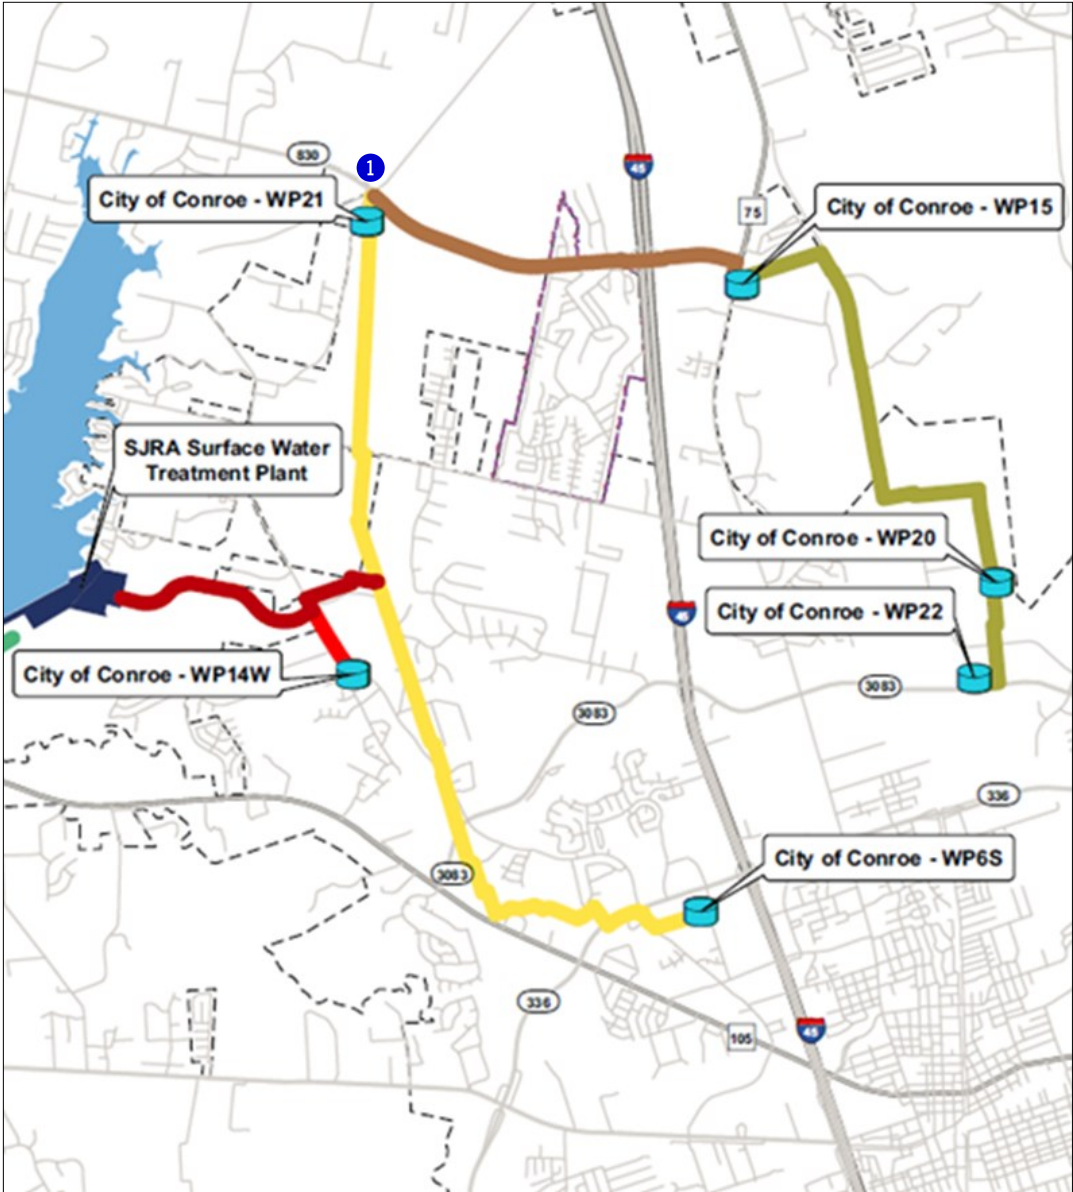 45
830
1
City of Conroe - WP21
75
City of Conroe - WP15
SJRA Surface Water
Treatment Plant
City of Conroe - WP20
45
City of Conroe - WP22
City of Conroe - WP14W
3083
3083
336
City of Conroe - WP6S
3083
336
105
45